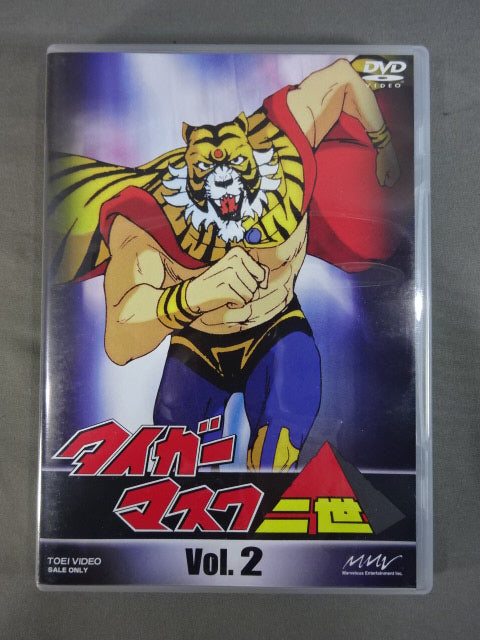 DVD
VIDEO
タイガー
マスク二世
Vol. 2
TOEI VIDEO
SALE ONLY
MMV
Marvelous Entertainment Inc.